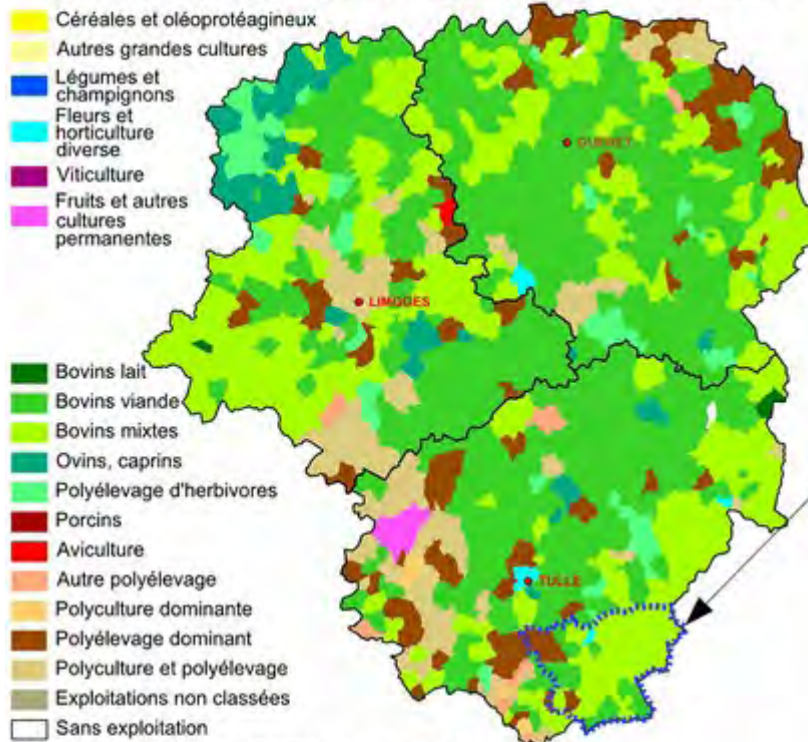 Céréales et oléoprotéagineux
Autres grandes cultures
Légumes et
champignons
Fleurs et
horticulture
diverse
Viticulture
Fruits et autres
cultures
permanentes
GUERET
LIMOGES
Bovins lait
Bovins viande
Bovins mixtes
Ovins, caprins
Polyélevage d'herbivores
Porcins
Aviculture
Autre polyélevage
Polyculture dominante
Polyélevage dominant
Polyculture et polyélevage
Exploitations non classées
Sans exploitation
TULLE